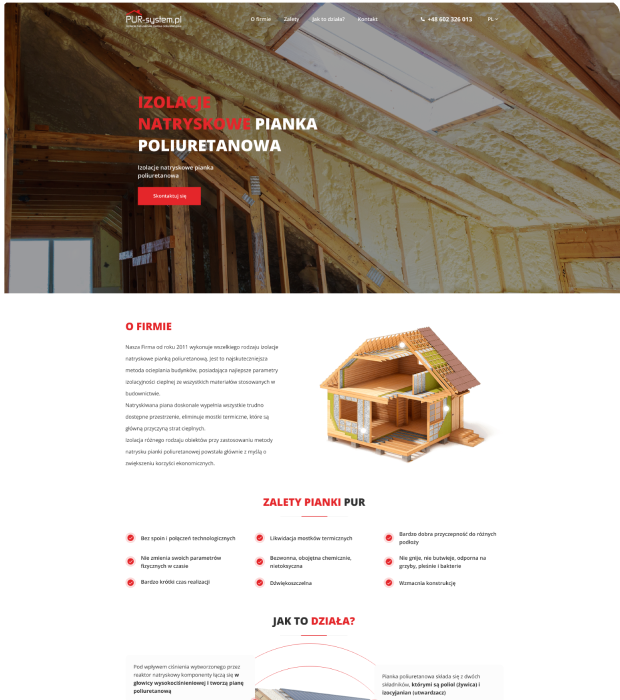 PUR-system.pl
O firmie Zalety Jak to działa? Kontakt +48 602 326 013 PL
IZOLACJE
NATRYSKOWE PIANKA
POLIURETANOWA
Izolacje natryskowe pianka
poliuretanowa
Skontaktuj się
O FIRMIE
Nasza Firma od roku 2011 wykonuje wszelkiego rodzaju izolacje
natryskowe pianką poliuretanową. Jest to najskuteczniejsza
metoda ocieplania budynków, posiadająca najlepsze parametry
izolacyjności cieplnej ze wszystkich materiałów stosowanych w
budownictwie.
Natryskiwana piana doskonale wypełnia wszystkie trudno
dostępne przestrzenie, eliminuje mostki termiczne, które są
główną przyczyną strat cieplnych.
Izolacja różnego rodzaju obiektów przy zastosowaniu metody
natrysku pianki poliuretanowej powstała głównie z myślą o
zwiększeniu korzyści ekonomicznych.
ZALETY PIANKI PUR
Bez spoin i połączeń technologicznych
Likwidacja mostków termicznych
Bardzo dobra przyczepność do różnych
podłoży
Nie zmienia swoich parametrów
fizycznych w czasie
Bezwonna, obojętna chemicznie,
nietoksyczna
Nie gnije, nie butwieje, odporna na
grzyby, pleśnie i bakterie
Bardzo krótki czas realizacji
Dźwiękoszczelna
Wzmacnia konstrukcję
JAK TO DZIAŁA?
Pod wpływem ciśnienia wytworzonego przez
reaktor natryskowy komponenty łączą się w
głowicy wysokociśnieniowej i tworzą pianę
poliuretanową
Pianka poliuretanowa składa się z dwóch
składników, którymi są poliol (żywica) i
izocyjanian (utwardzacz)